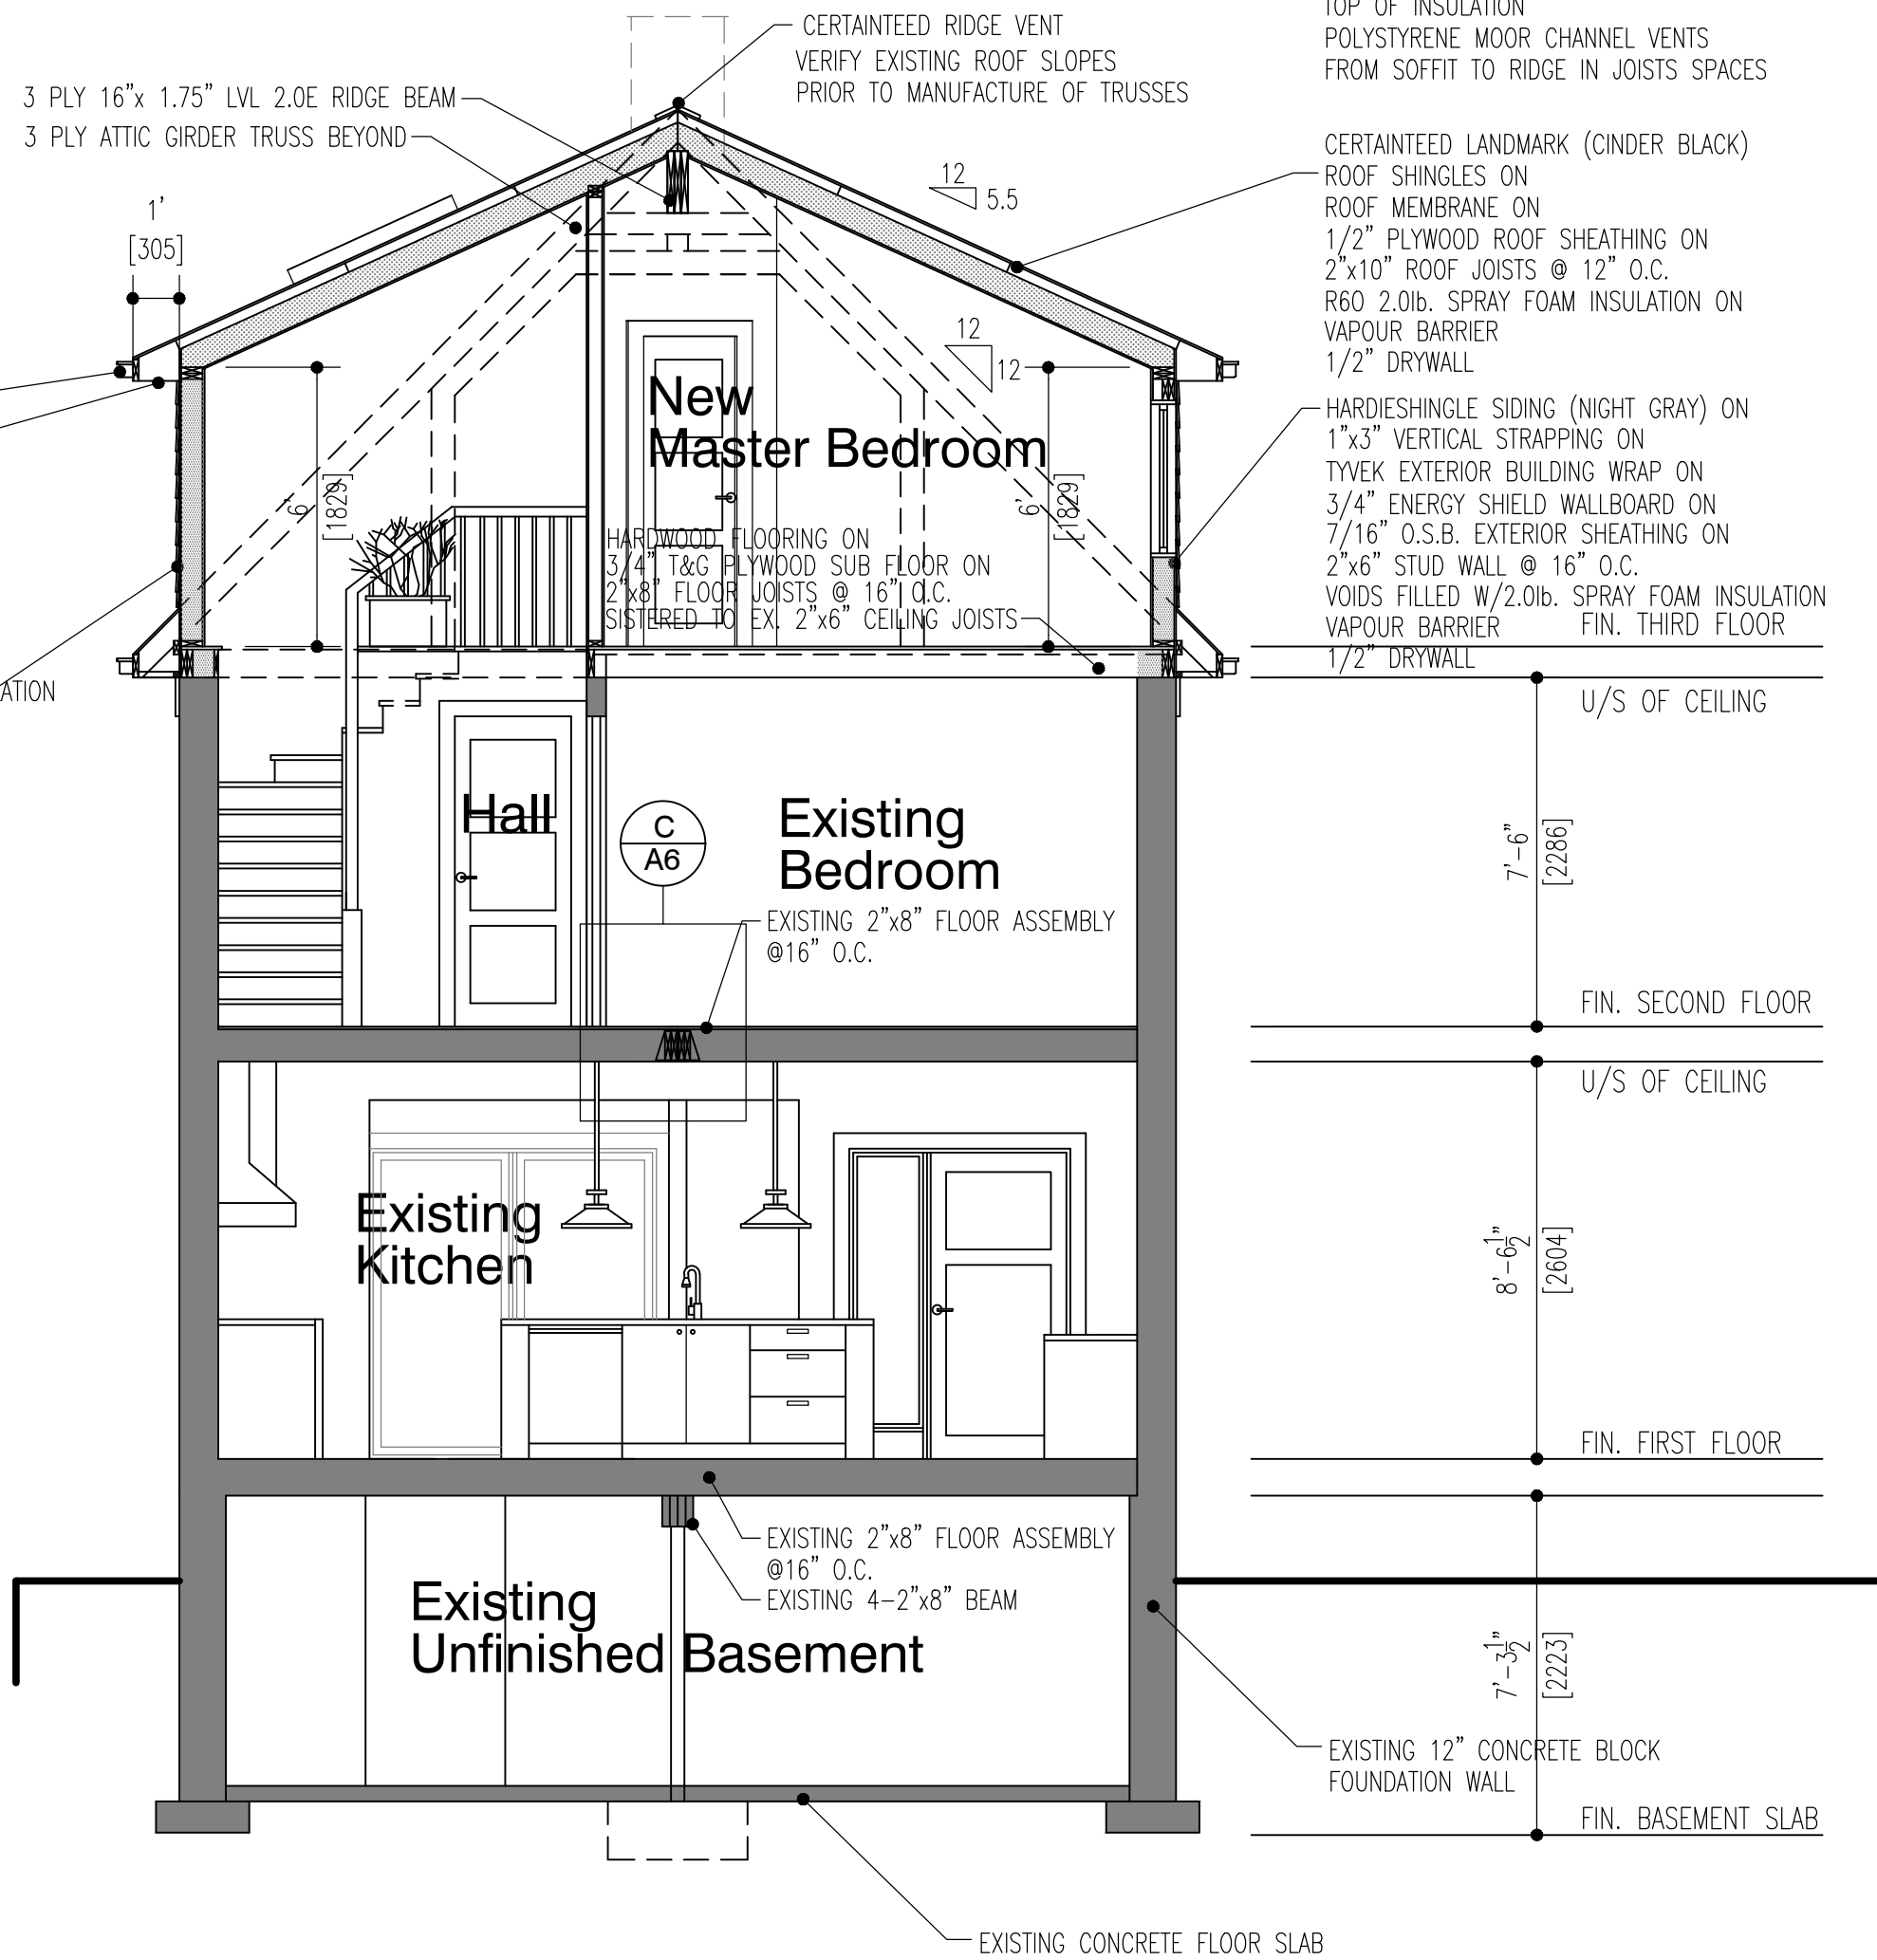 CERTAINTEED RIDGE VENT
VERIFY EXISTING ROOF SLOPES
PRIOR TO MANUFACTURE OF TRUSSES
3 PLY 16”x 1.75” LVL 2.0E RIDGE BEAM
3 PLY ATTIC GIRDER TRUSS BEYOND
TOP OF INSULATION
POLYSTYRENE MOOR CHANNEL VENTS
FROM SOFFIT TO RIDGE IN JOISTS SPACES
CERTAINTEED LANDMARK (CINDER BLACK)
ROOF SHINGLES ON
ROOF MEMBRANE ON
1/2” PLYWOOD ROOF SHEATHING ON
2”x10” ROOF JOISTS @ 12” O.C.
R60 2.0lb. SPRAY FOAM INSULATION ON
VAPOUR BARRIER
1/2” DRYWALL
12
5.5
1'
[305]
12
12
New
Master Bedroom
6'
[1829]
6'
[1829]
HARDIESHINGLE SIDING (NIGHT GRAY) ON
1”x3” VERTICAL STRAPPING ON
TYVEK EXTERIOR BUILDING WRAP ON
3/4” ENERGY SHIELD WALLBOARD ON
7/16” O.S.B. EXTERIOR SHEATHING ON
2”x6” STUD WALL @ 16” O.C.
VOIDS FILLED W/2.0lb. SPRAY FOAM INSULATION
VAPOUR BARRIER
1/2” DRYWALL
HARDWOOD FLOORING ON
3/4” T&G PLYWOOD SUB FLOOR ON
2”x8” FLOOR JOISTS @ 16” O.C.
SISTERED TO EX. 2”x6” CEILING JOISTS
FIN. THIRD FLOOR
ATION
U/S OF CEILING
Hall
C
A6
Existing
Bedroom
7'-6”
[2286]
EXISTING 2”x8” FLOOR ASSEMBLY
@16” O.C.
FIN. SECOND FLOOR
U/S OF CEILING
Existing
Kitchen
8'-6½”
[2604]
FIN. FIRST FLOOR
EXISTING 2”x8” FLOOR ASSEMBLY
@16” O.C.
EXISTING 4-2”x8” BEAM
Existing
Unfinished Basement
7'-3½”
[2223]
EXISTING 12” CONCRETE BLOCK
FOUNDATION WALL
FIN. BASEMENT SLAB
EXISTING CONCRETE FLOOR SLAB